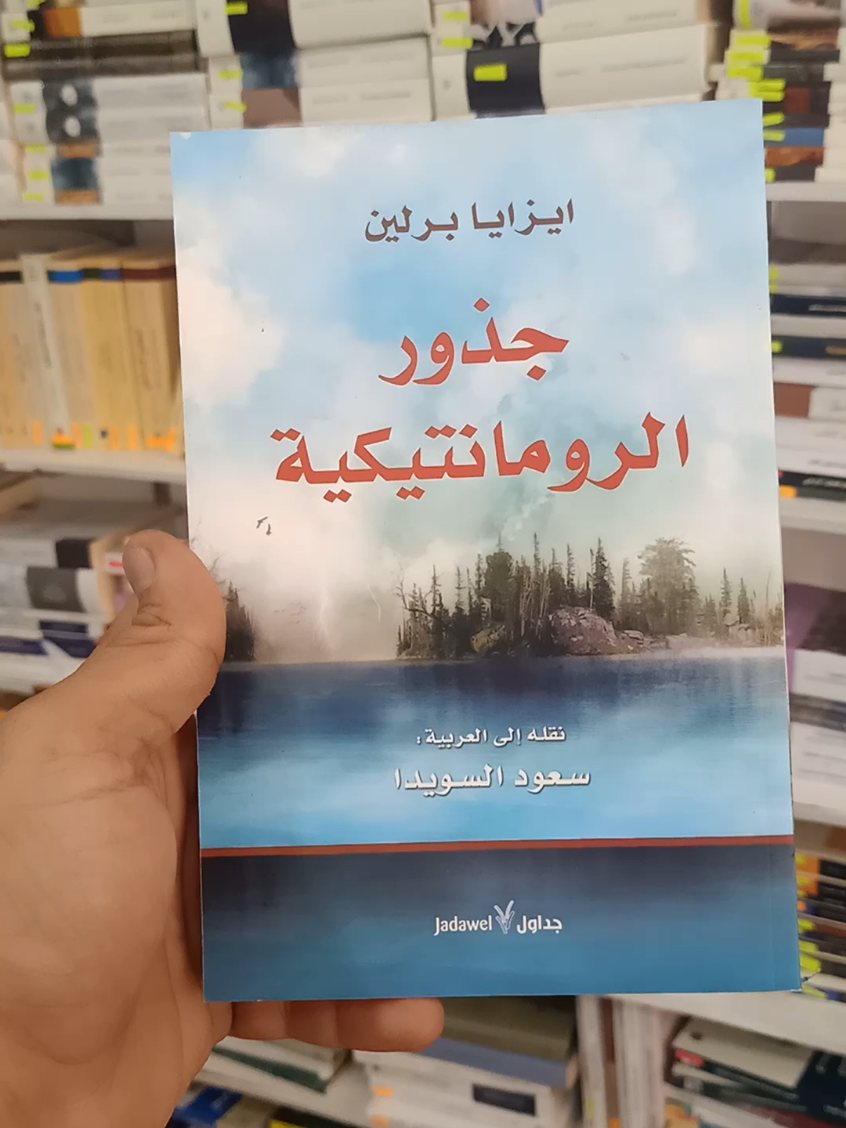 ايزايا برلين
جذور
الرومانتيكية
نقله إلى العربية:
سعود السويدا
Jadawel جداول